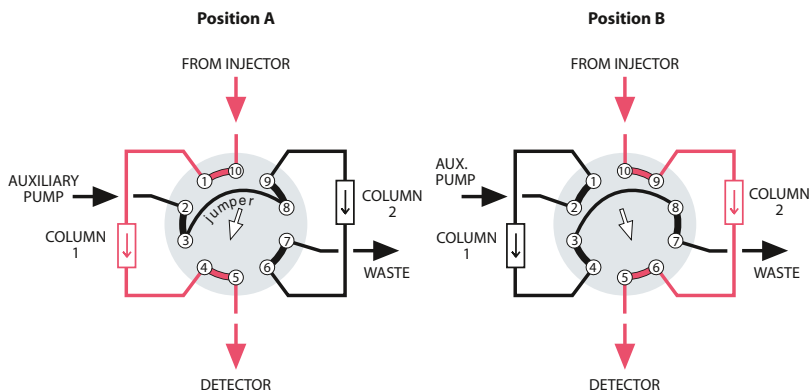 Position A
FROM INJECTOR
10
1
9
AUXILIARY
PUMP
2
8
jumper
3
7
COLUMN
1
COLUMN
2
4
5
6
WASTE
DETECTOR
Position B
FROM INJECTOR
10
1
9
AUX.
PUMP
2
8
3
7
COLUMN
1
COLUMN
2
4
5
6
WASTE
DETECTOR